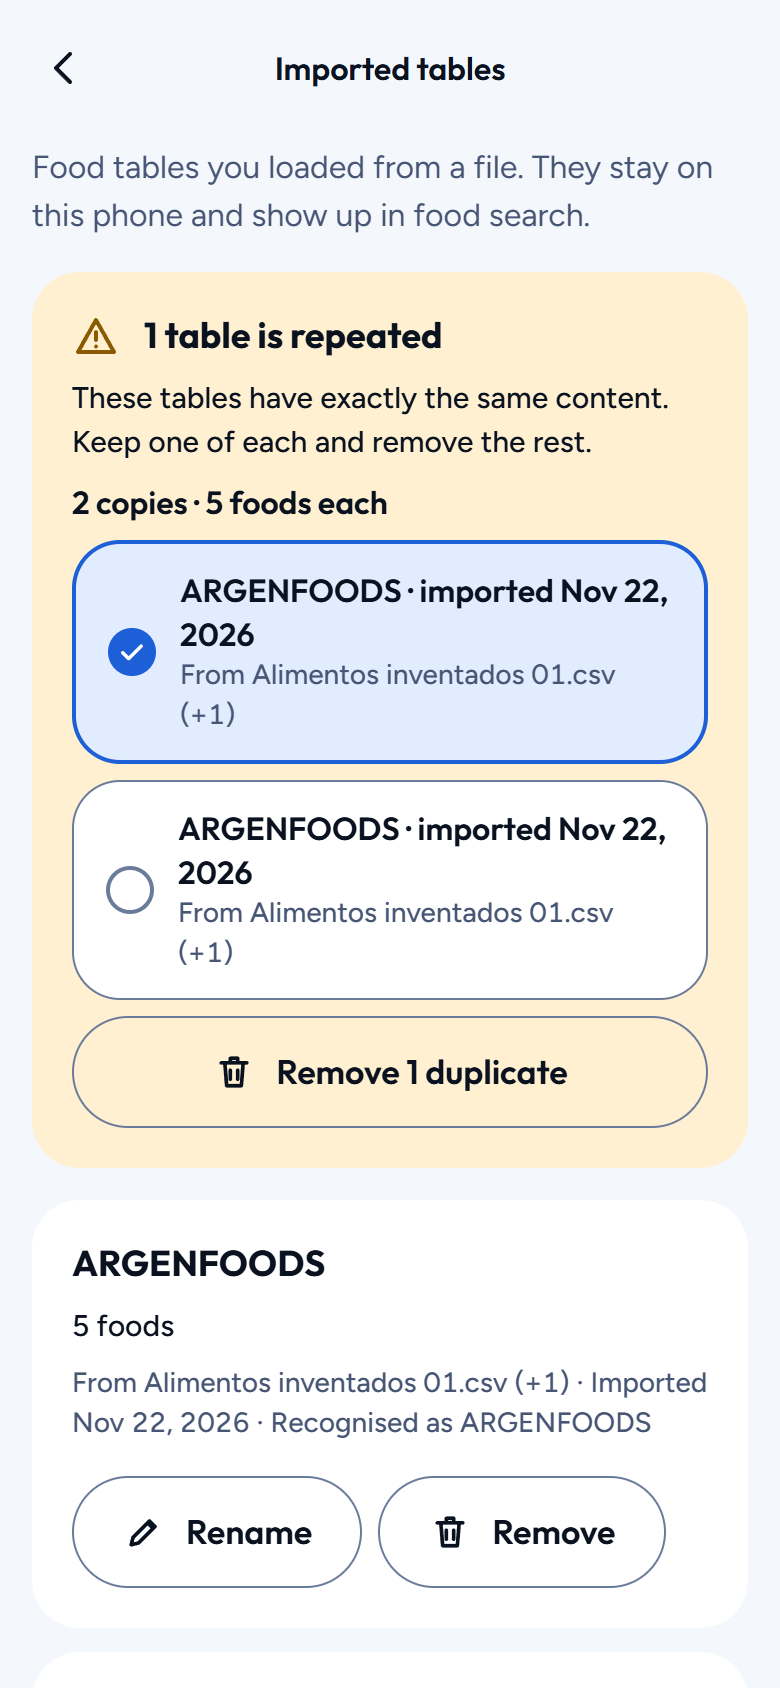 Imported tables
Food tables you loaded from a file. They stay on
this phone and show up in food search.
1 table is repeated
These tables have exactly the same content.
Keep one of each and remove the rest.
2 copies · 5 foods each
ARGENFOODS · imported Nov 22,
2026
From Alimentos inventados 01.csv
(+1)
ARGENFOODS · imported Nov 22,
2026
From Alimentos inventados 01.csv
(+1)
Remove 1 duplicate
ARGENFOODS
5 foods
From Alimentos inventados 01.csv (+1) · Imported
Nov 22, 2026 · Recognised as ARGENFOODS
Rename
Remove